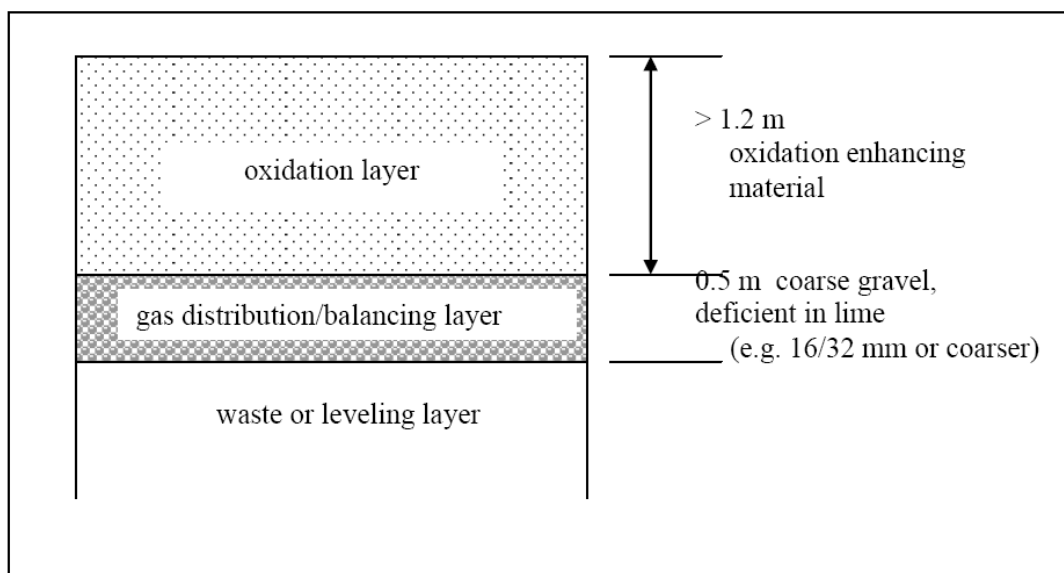 > 1.2 m
oxidation enhancing
material
oxidation layer
0.5 m coarse gravel,
deficient in lime
(e.g. 16/32 mm or coarser)
gas distribution/balancing layer
waste or leveling layer